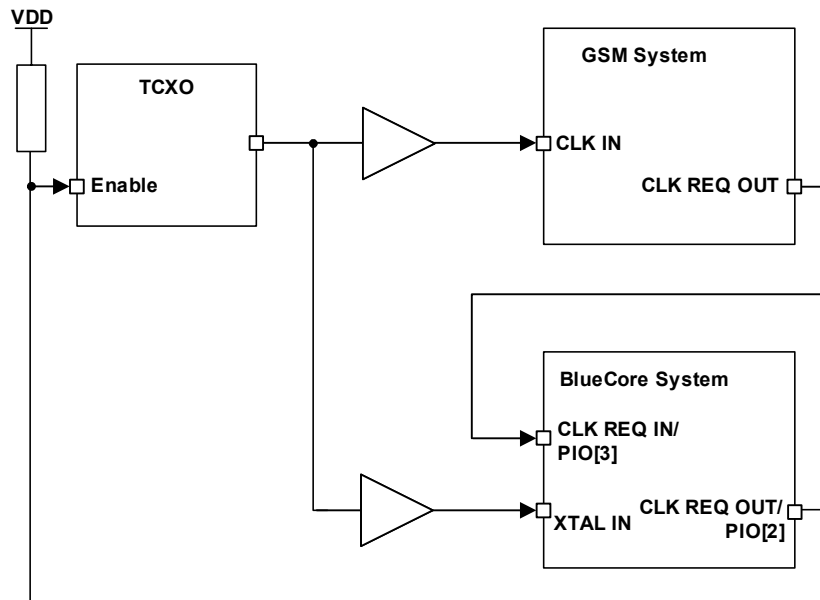 VDD
TCXO
Enable
GSM System
CLK IN
CLK REQ OUT
BlueCore System
CLK REQ IN/
PIO[3]
XTAL IN
CLK REQ OUT/
PIO[2]